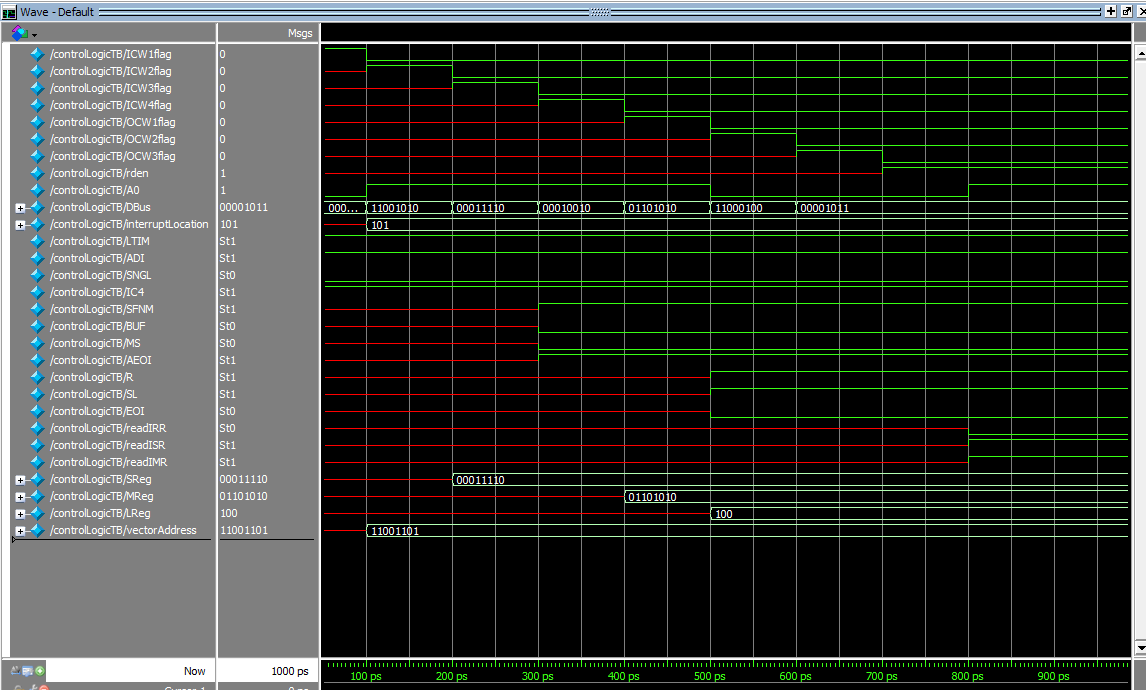 Wave - Default
Msgs
/controlLogicTB/ICW1flag 0
/controlLogicTB/ICW2flag 0
/controlLogicTB/ICW3flag 0
/controlLogicTB/ICW4flag 0
/controlLogicTB/OCW1flag 0
/controlLogicTB/OCW2flag 0
/controlLogicTB/OCW3flag 0
/controlLogicTB/rden 1
/controlLogicTB/A0 1
/controlLogicTB/DBus 00001011 000... 11001010 00011110 00010010 01101010 11000100 00001011
/controlLogicTB/interruptLocation 101 101
/controlLogicTB/LTIM St1
/controlLogicTB/ADI St1
/controlLogicTB/SNGL St0
/controlLogicTB/IC4 St1
/controlLogicTB/SFNM St1
/controlLogicTB/BUF St0
/controlLogicTB/MS St0
/controlLogicTB/AEOI St1
/controlLogicTB/R St1
/controlLogicTB/SL St1
/controlLogicTB/EOI St0
/controlLogicTB/readIRR St0
/controlLogicTB/readISR St1
/controlLogicTB/readIMR St1
/controlLogicTB/SReg 00011110 00011110
/controlLogicTB/MReg 01101010 01101010
/controlLogicTB/LReg 100 100
/controlLogicTB/vectorAddress 11001101 11001101
Now 1000 ps 100 ps 200 ps 300 ps 400 ps 500 ps 600 ps 700 ps 800 ps 900 ps